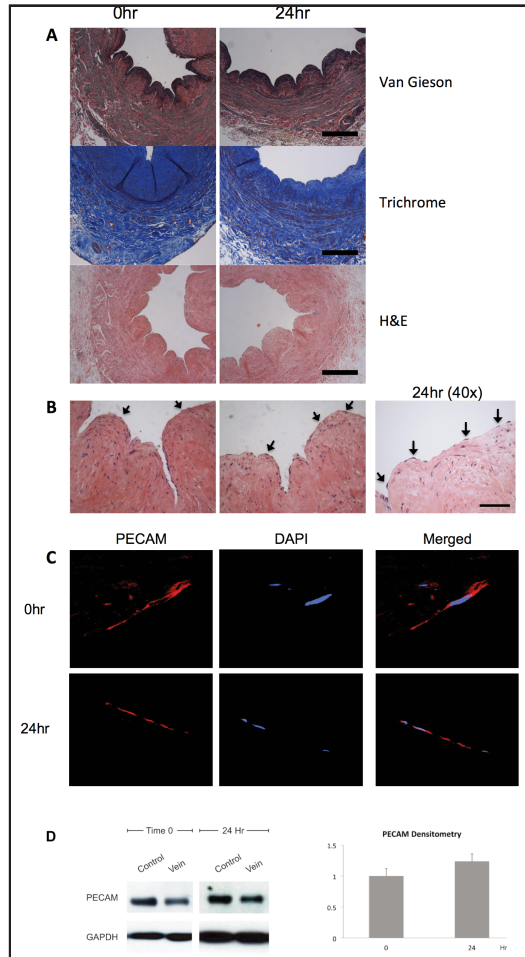 0hr 24hr
A
Van Gieson
Trichrome
H&E
B
24hr (40x)
C
PECAM DAPI Merged
0hr
24hr
D
Time 0 24 Hr
Control Vein Control Vein
PECAM
GAPDH
PECAM Densitometry
1.5
1
0.5
0
0 24 Hr